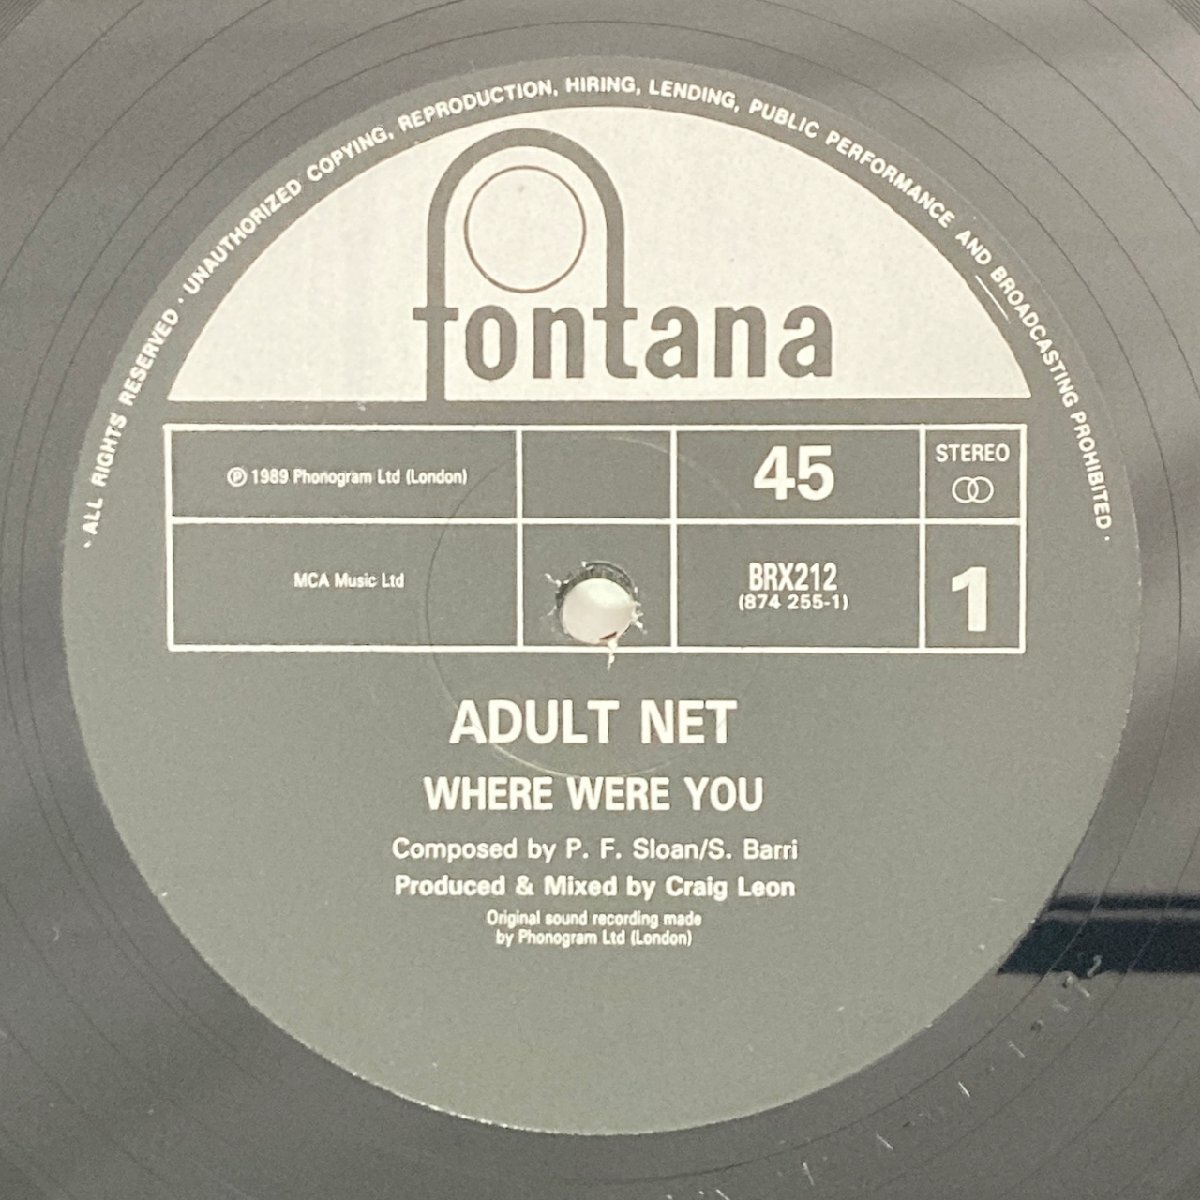 · ALL RIGHTS RESERVED · UNAUTHORIZED COPYING, REPRODUCTION, HIRING, LENDING, PUBLIC PERFORMANCE AND BROADCASTING PROHIBITED ·
fontana
℗ 1989 Phonogram Ltd (London)
45
STEREO
MCA Music Ltd
BRX212
(874 255-1)
1
ADULT NET
WHERE WERE YOU
Composed by P. F. Sloan/S. Barri
Produced & Mixed by Craig Leon
Original sound recording made
by Phonogram Ltd (London)